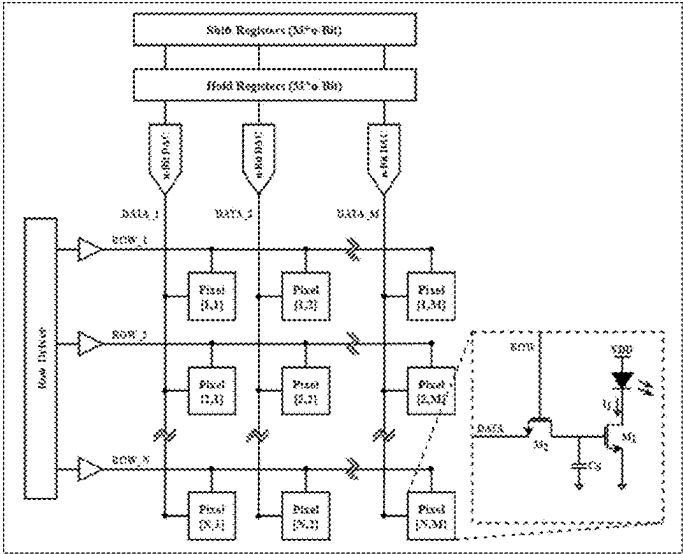 Shift Registers (M*n-Bit)
Hold Registers (M*n-Bit)
n-Bit DAC
n-Bit DAC
n-Bit DAC
DATA_1
DATA_2
DATA_M
Row Driver
ROW_1
Pixel
[1,1]
Pixel
[1,2]
Pixel
[1,M]
ROW_2
Pixel
[2,1]
Pixel
[2,2]
Pixel
[2,M]
ROW_N
Pixel
[N,1]
Pixel
[N,2]
Pixel
[N,M]
ROW
VDD
DATA
M2
M1
CS